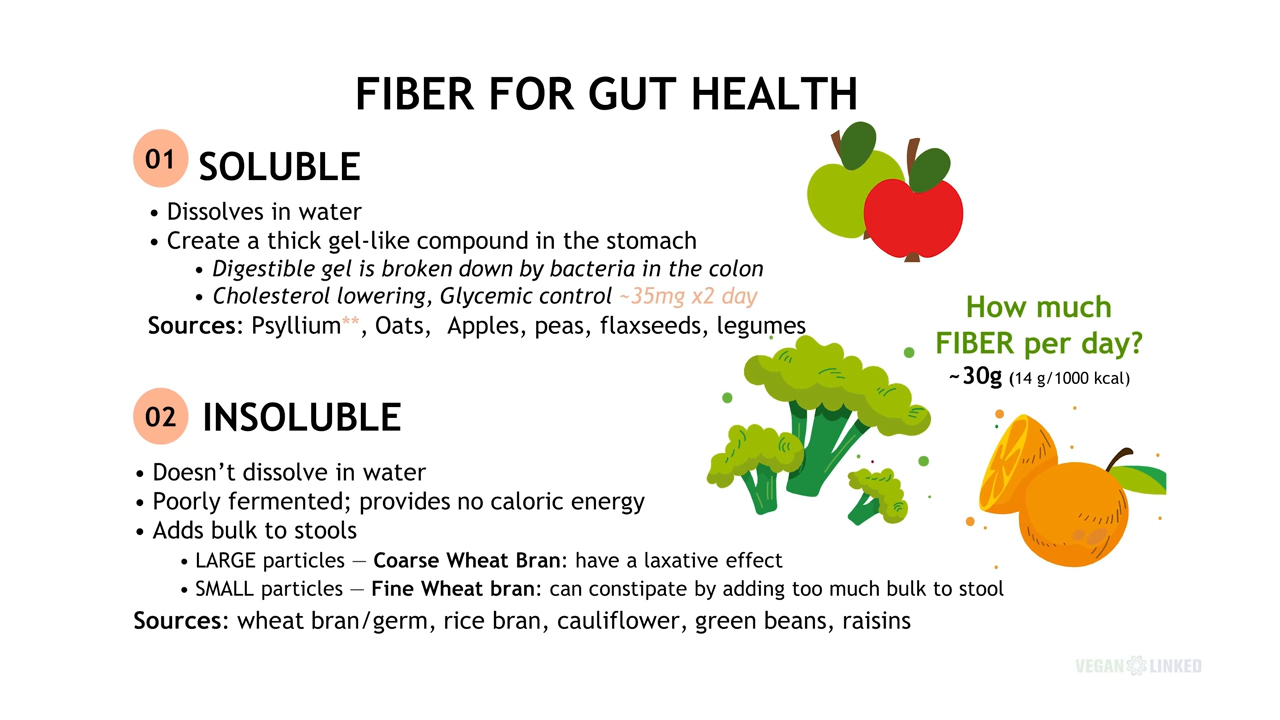 FIBER FOR GUT HEALTH
01 SOLUBLE
• Dissolves in water
• Create a thick gel-like compound in the stomach
• Digestible gel is broken down by bacteria in the colon
• Cholesterol lowering, Glycemic control ~35mg x2 day
Sources: Psyllium**, Oats, Apples, peas, flaxseeds, legumes
How much
FIBER per day?
~30g (14 g/1000 kcal)
02 INSOLUBLE
• Doesn’t dissolve in water
• Poorly fermented; provides no caloric energy
• Adds bulk to stools
• LARGE particles — Coarse Wheat Bran: have a laxative effect
• SMALL particles — Fine Wheat bran: can constipate by adding too much bulk to stool
Sources: wheat bran/germ, rice bran, cauliflower, green beans, raisins
VEGAN LINKED